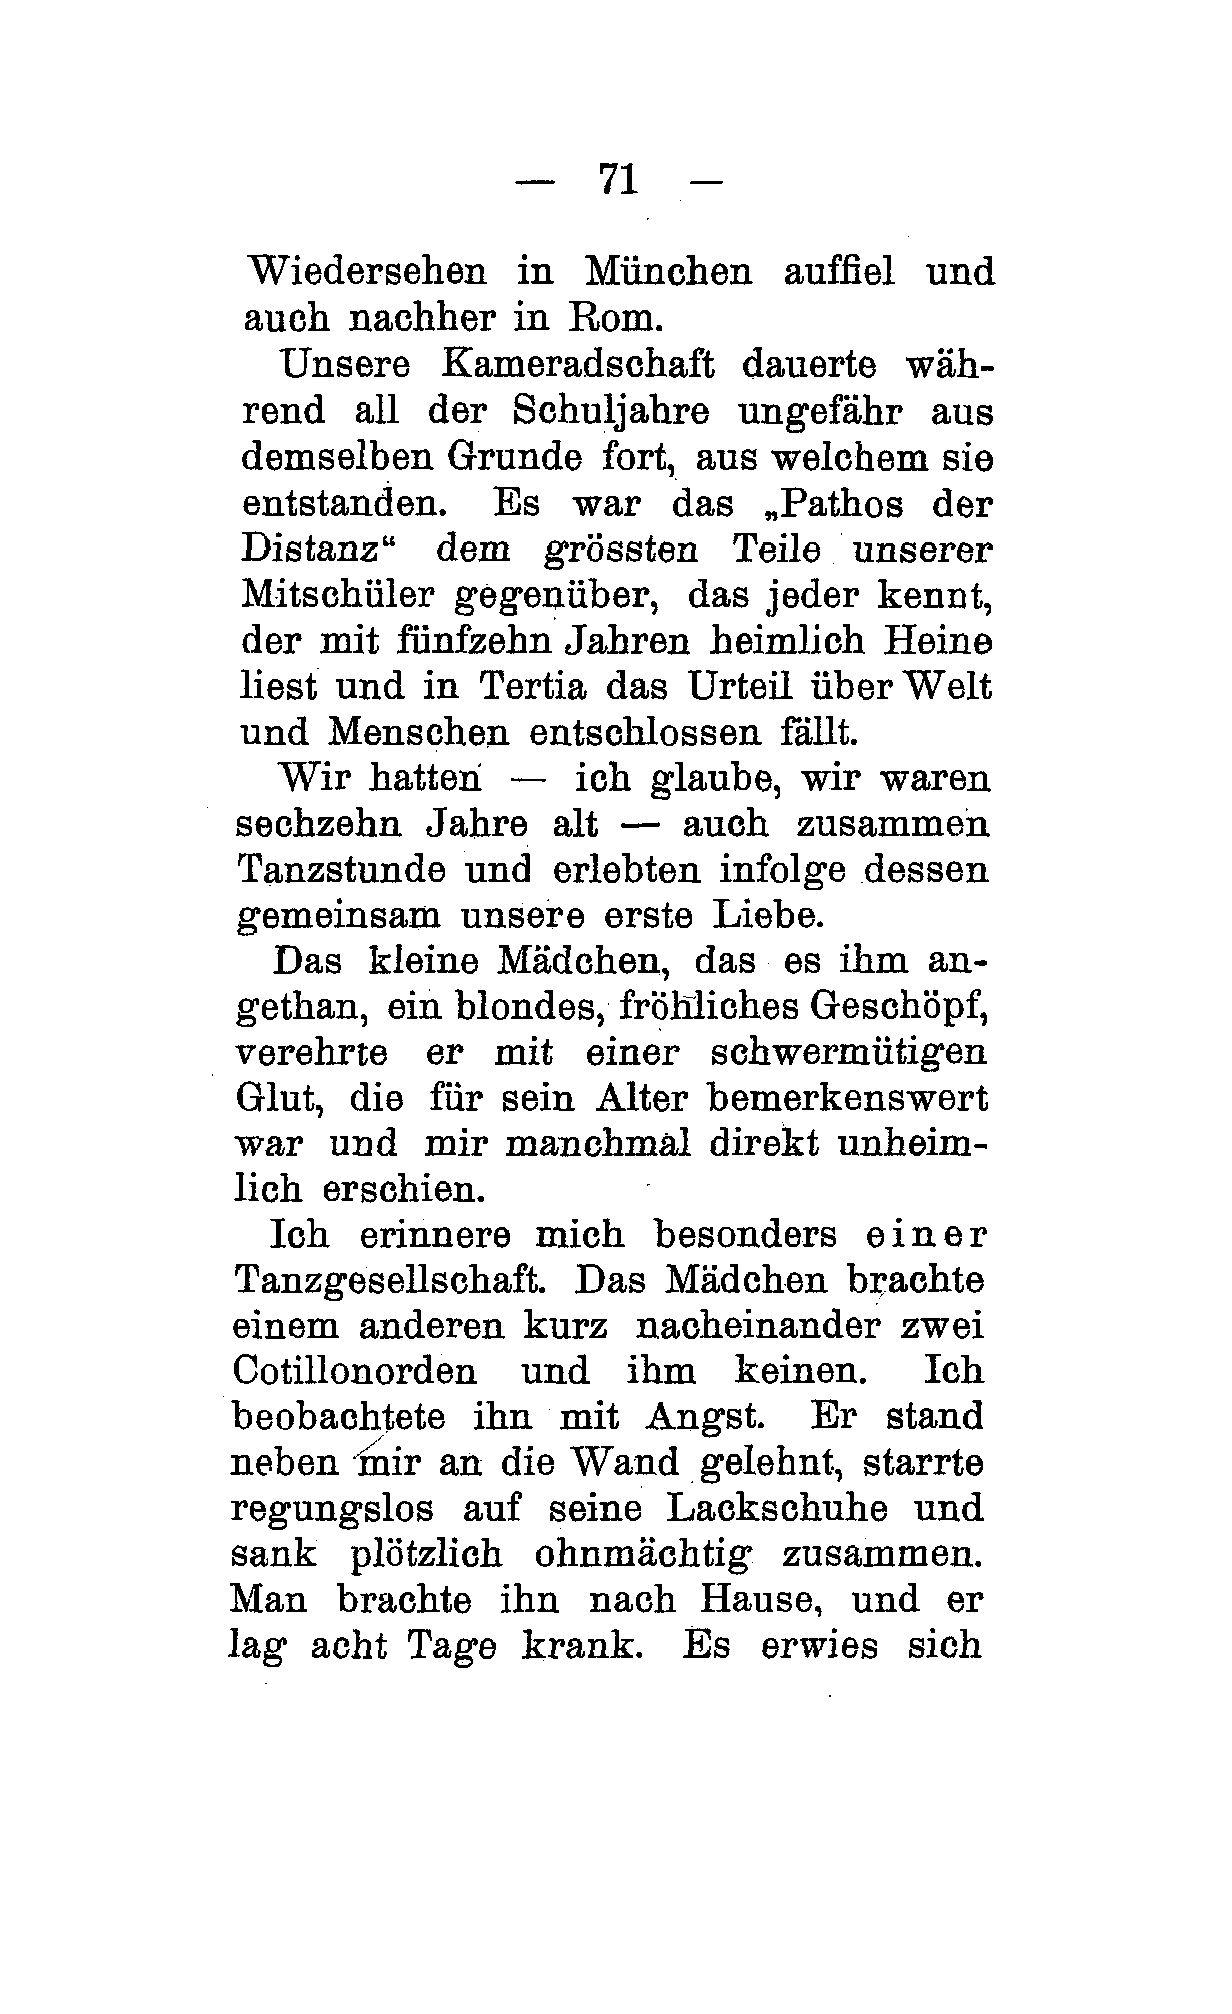 — 71 —
Wiedersehen in München auffiel und
auch nachher in Rom.
Unsere Kameradschaft dauerte wäh-
rend all der Schuljahre ungefähr aus
demselben Grunde fort, aus welchem sie
entstanden. Es war das „Pathos der
Distanz“ dem grössten Teile unserer
Mitschüler gegenüber, das jeder kennt,
der mit fünfzehn Jahren heimlich Heine
liest und in Tertia das Urteil über Welt
und Menschen entschlossen fällt.
Wir hatten — ich glaube, wir waren
sechzehn Jahre alt — auch zusammen
Tanzstunde und erlebten infolge dessen
gemeinsam unsere erste Liebe.
Das kleine Mädchen, das es ihm an-
gethan, ein blondes, fröhliches Geschöpf,
verehrte er mit einer schwermütigen
Glut, die für sein Alter bemerkenswert
war und mir manchmal direkt unheim-
lich erschien.
Ich erinnere mich besonders einer
Tanzgesellschaft. Das Mädchen brachte
einem anderen kurz nacheinander zwei
Cotillonorden und ihm keinen. Ich
beobachtete ihn mit Angst. Er stand
neben mir an die Wand gelehnt, starrte
regungslos auf seine Lackschuhe und
sank plötzlich ohnmächtig zusammen.
Man brachte ihn nach Hause, und er
lag acht Tage krank. Es erwies sich